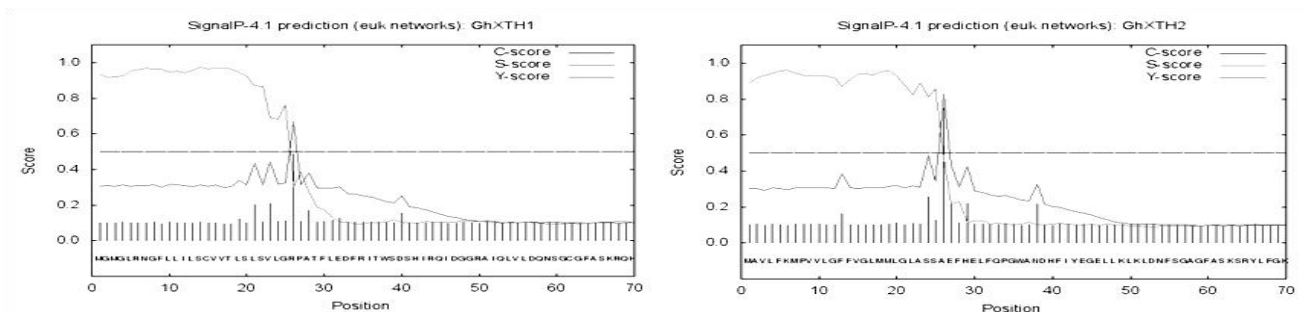 SignalP-4.1 prediction (euk networks): GhXTH1
C-score
S-score
Y-score
Score
1.0
0.8
0.6
0.4
0.2
0.0
MGMGLRNGFLLILSCVVTLSLSVLGRPATFLEDFRITWSDSHIRQIDGGRAIQLVLDQNSGCGFASKRQK
0 10 20 30 40 50 60 70
Position
SignalP-4.1 prediction (euk networks): GhXTH2
C-score
S-score
Y-score
Score
1.0
0.8
0.6
0.4
0.2
0.0
MAVLFKMPVVLGFFVGLMMLGLASSAEFHELFQPGWANDHFIYEGELLKLKLDNFSGAGFASKSRYLFGK
0 10 20 30 40 50 60 70
Position